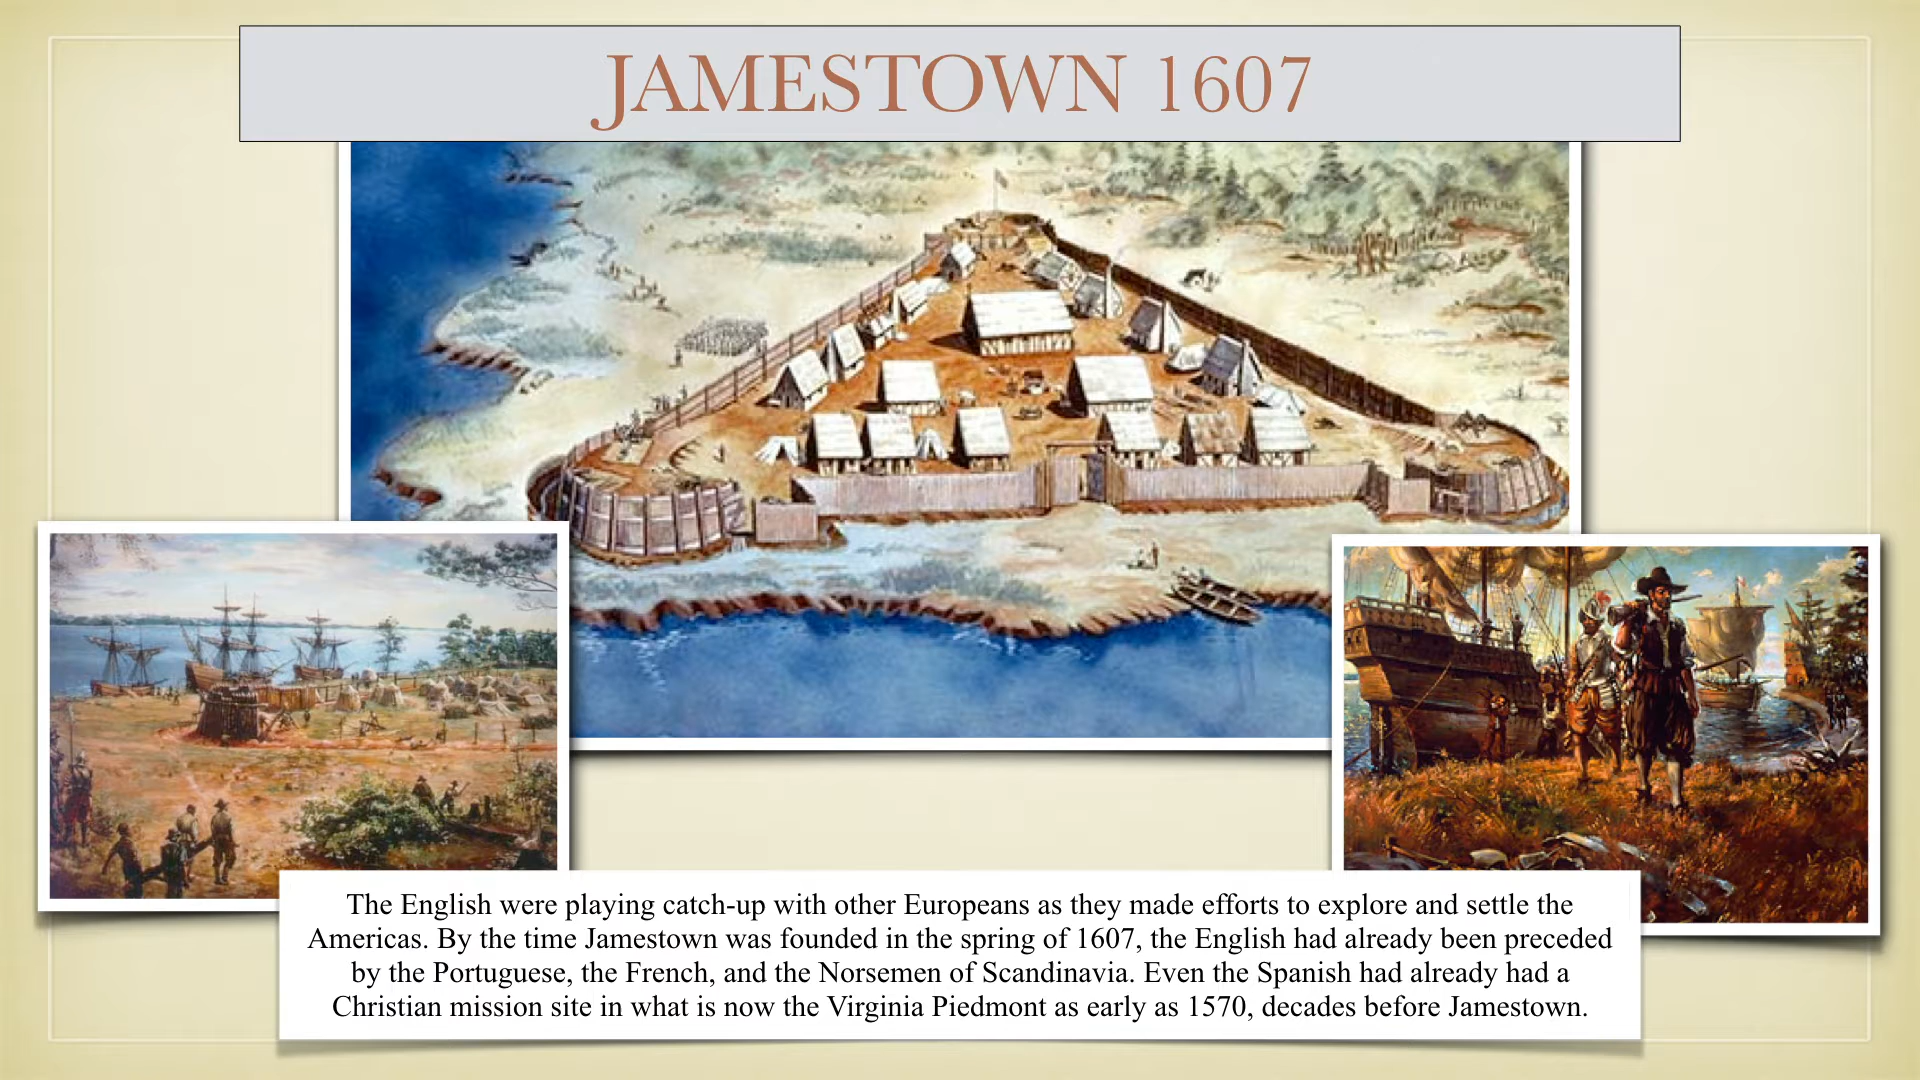 JAMESTOWN 1607
The English were playing catch-up with other Europeans as they made efforts to explore and settle the
Americas. By the time Jamestown was founded in the spring of 1607, the English had already been preceded
by the Portuguese, the French, and the Norsemen of Scandinavia. Even the Spanish had already had a
Christian mission site in what is now the Virginia Piedmont as early as 1570, decades before Jamestown.